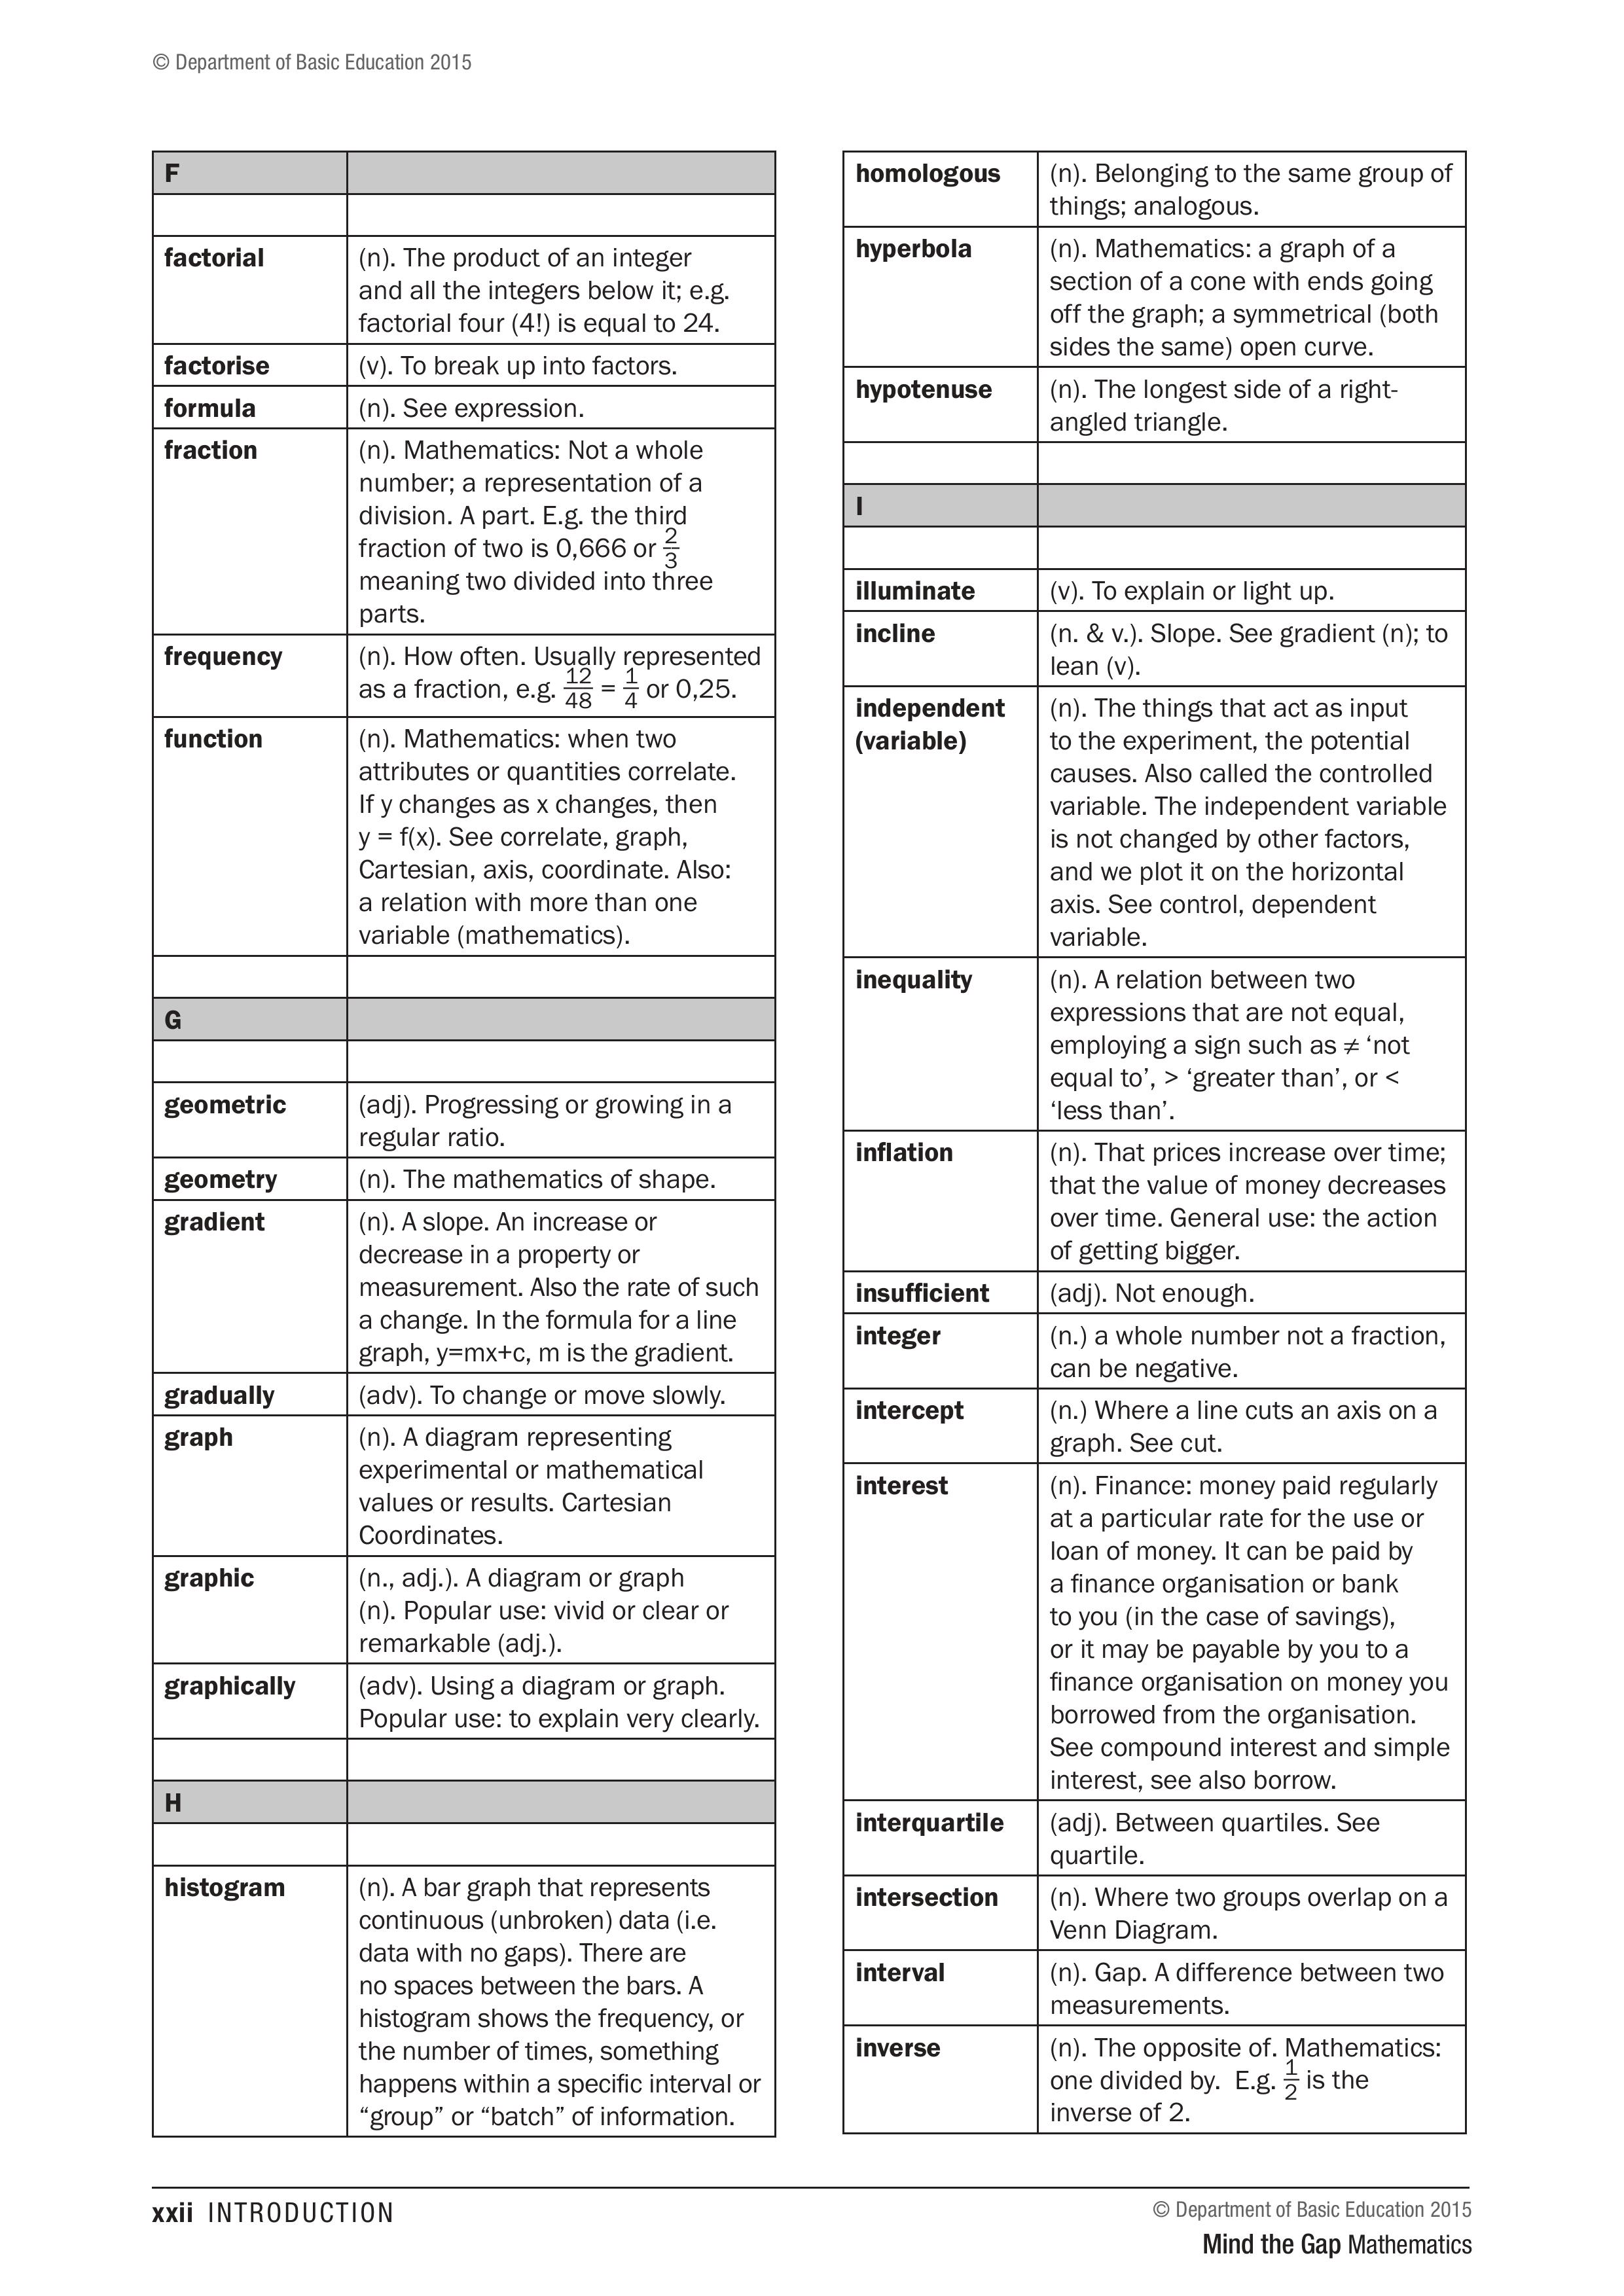 © Department of Basic Education 2015
F
factorial (n). The product of an integer
and all the integers below it; e.g.
factorial four (4!) is equal to 24.
factorise (v). To break up into factors.
formula (n). See expression.
fraction (n). Mathematics: Not a whole
number; a representation of a
division. A part. E.g. the third
fraction of two is 0,666 or 2/3
meaning two divided into three
parts.
frequency (n). How often. Usually represented
as a fraction, e.g. 12/48 = 1/4 or 0,25.
function (n). Mathematics: when two
attributes or quantities correlate.
If y changes as x changes, then
y = f(x). See correlate, graph,
Cartesian, axis, coordinate. Also:
a relation with more than one
variable (mathematics).
G
geometric (adj). Progressing or growing in a
regular ratio.
geometry (n). The mathematics of shape.
gradient (n). A slope. An increase or
decrease in a property or
measurement. Also the rate of such
a change. In the formula for a line
graph, y=mx+c, m is the gradient.
gradually (adv). To change or move slowly.
graph (n). A diagram representing
experimental or mathematical
values or results. Cartesian
Coordinates.
graphic (n., adj.). A diagram or graph
(n). Popular use: vivid or clear or
remarkable (adj.).
graphically (adv). Using a diagram or graph.
Popular use: to explain very clearly.
H
histogram (n). A bar graph that represents
continuous (unbroken) data (i.e.
data with no gaps). There are
no spaces between the bars. A
histogram shows the frequency, or
the number of times, something
happens within a specific interval or
“group” or “batch” of information.
homologous (n). Belonging to the same group of
things; analogous.
hyperbola (n). Mathematics: a graph of a
section of a cone with ends going
off the graph; a symmetrical (both
sides the same) open curve.
hypotenuse (n). The longest side of a right-
angled triangle.
I
illuminate (v). To explain or light up.
incline (n. & v.). Slope. See gradient (n); to
lean (v).
independent (n). The things that act as input
(variable) to the experiment, the potential
causes. Also called the controlled
variable. The independent variable
is not changed by other factors,
and we plot it on the horizontal
axis. See control, dependent
variable.
inequality (n). A relation between two
expressions that are not equal,
employing a sign such as ≠ ‘not
equal to’, > ‘greater than’, or <
‘less than’.
inflation (n). That prices increase over time;
that the value of money decreases
over time. General use: the action
of getting bigger.
insufficient (adj). Not enough.
integer (n.) a whole number not a fraction,
can be negative.
intercept (n.) Where a line cuts an axis on a
graph. See cut.
interest (n). Finance: money paid regularly
at a particular rate for the use or
loan of money. It can be paid by
a finance organisation or bank
to you (in the case of savings),
or it may be payable by you to a
finance organisation on money you
borrowed from the organisation.
See compound interest and simple
interest, see also borrow.
interquartile (adj). Between quartiles. See
quartile.
intersection (n). Where two groups overlap on a
Venn Diagram.
interval (n). Gap. A difference between two
measurements.
inverse (n). The opposite of. Mathematics:
one divided by. E.g. 1/2 is the
inverse of 2.
xxii INTRODUCTION
© Department of Basic Education 2015
Mind the Gap Mathematics